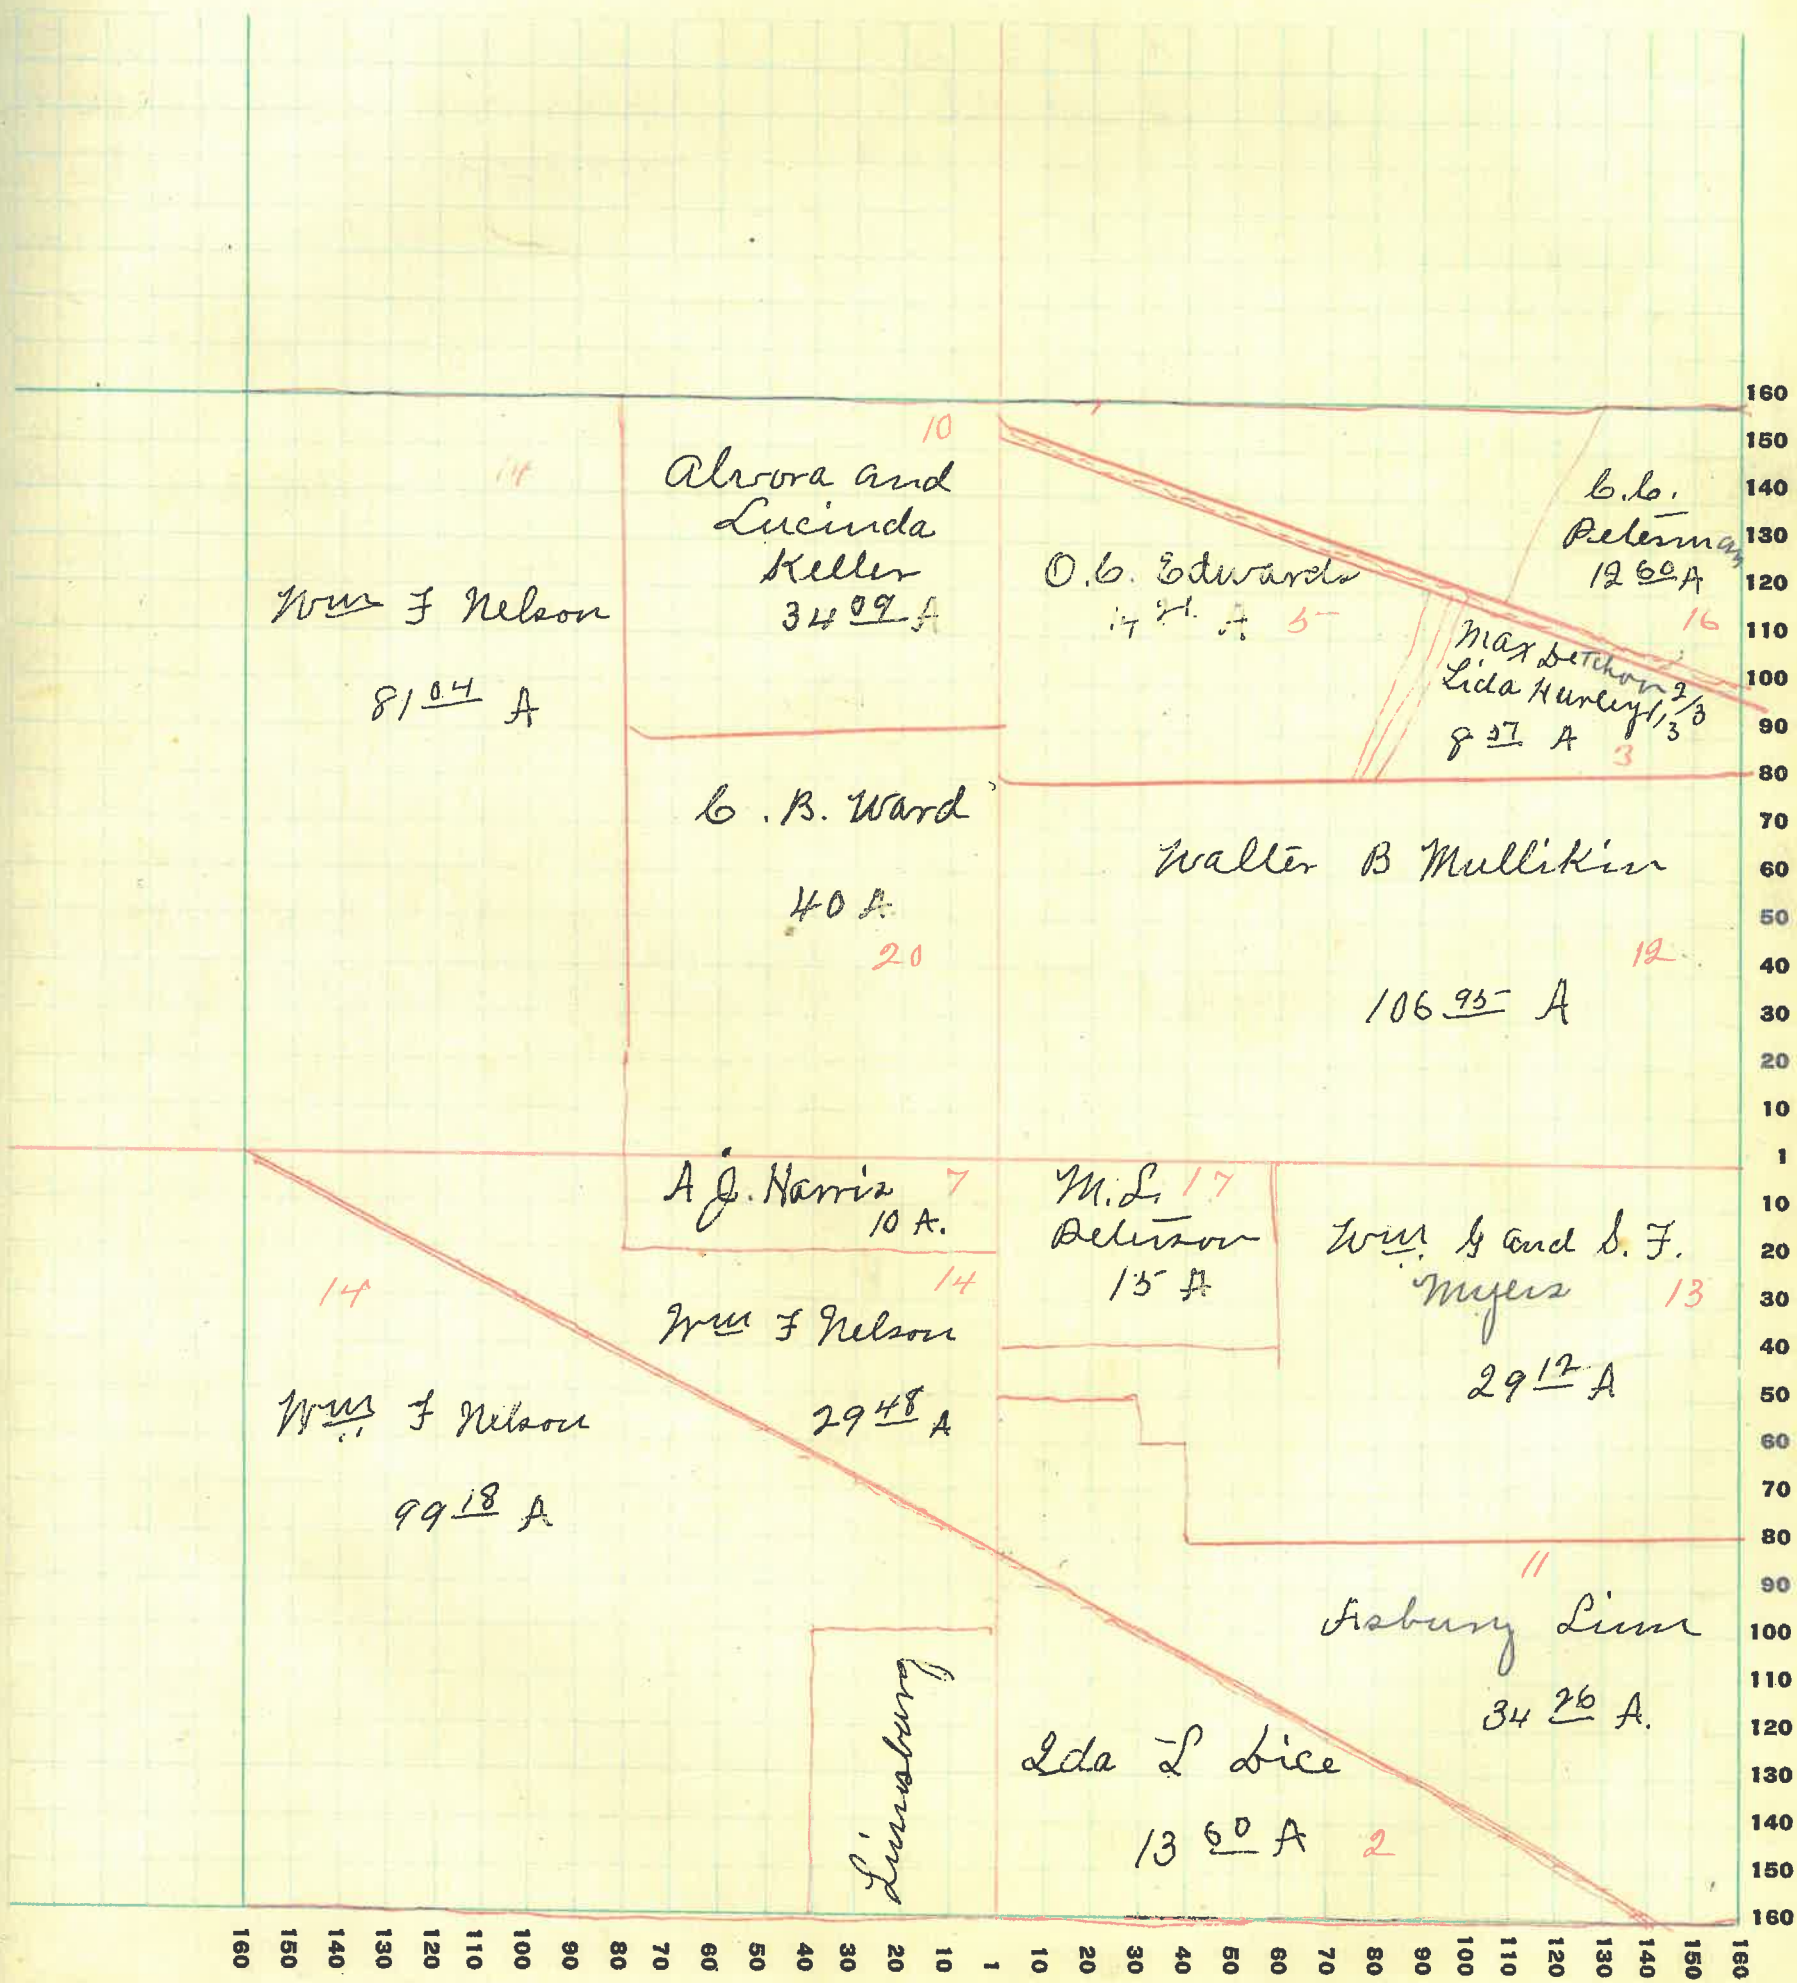 10
Alvora and
Lucinda
Keller
34 09 A
14
Wm F Nelson
81 04 A
O.C. Edwards
A 5
C.C.
Peterman
12 60 A
16
Max Detchon 2/3
Lida Hurley 1/3
8 37 A
3
C. B. Ward
40 A
20
Walter B Mullikin
12
106 95 A
A J. Harris 7
10 A.
M. L. 17
Peterson
15 A
Wm. G and S. F.
Myers 13
29 12 A
14
Wm F Nelson
29 48 A
14
Wm F Nelson
99 18 A
11
Asbury Linn
34 26 A.
Linnsburg
Ida L Dice
13 60 A 2
160
150
140
130
120
110
100
90
80
70
60
50
40
30
20
10
1
10
20
30
40
50
60
70
80
90
100
110
120
130
140
150
160
160 150 140 130 120 110 100 90 80 70 60 50 40 30 20 10 1 10 20 30 40 50 60 70 80 90 100 110 120 130 140 150 160